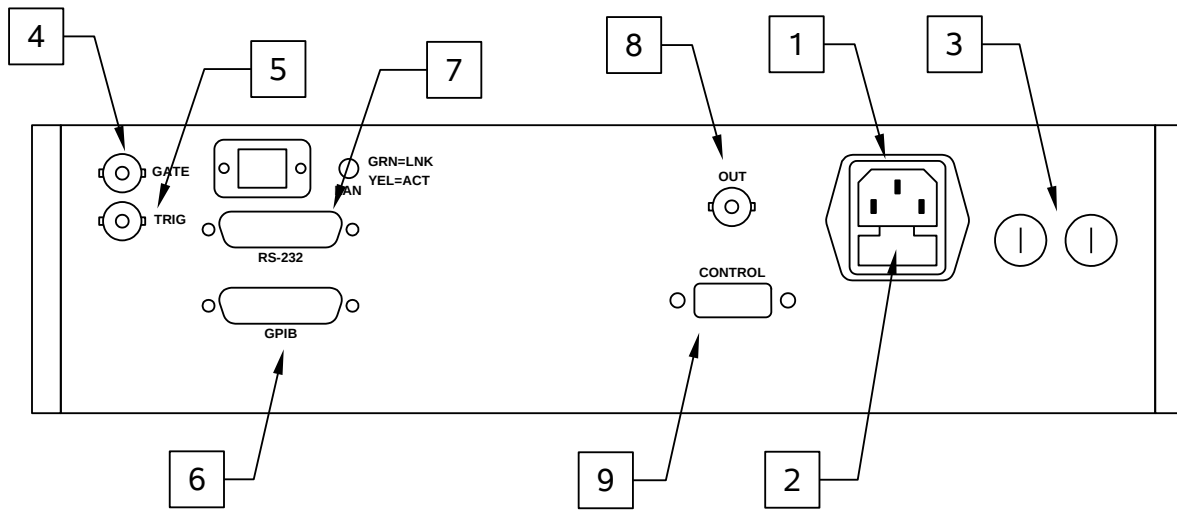 4
5
7
8
1
3
GATE
TRIG
GRN=LNK
YEL=ACT
LAN
RS-232
GPIB
OUT
CONTROL
6
9
2